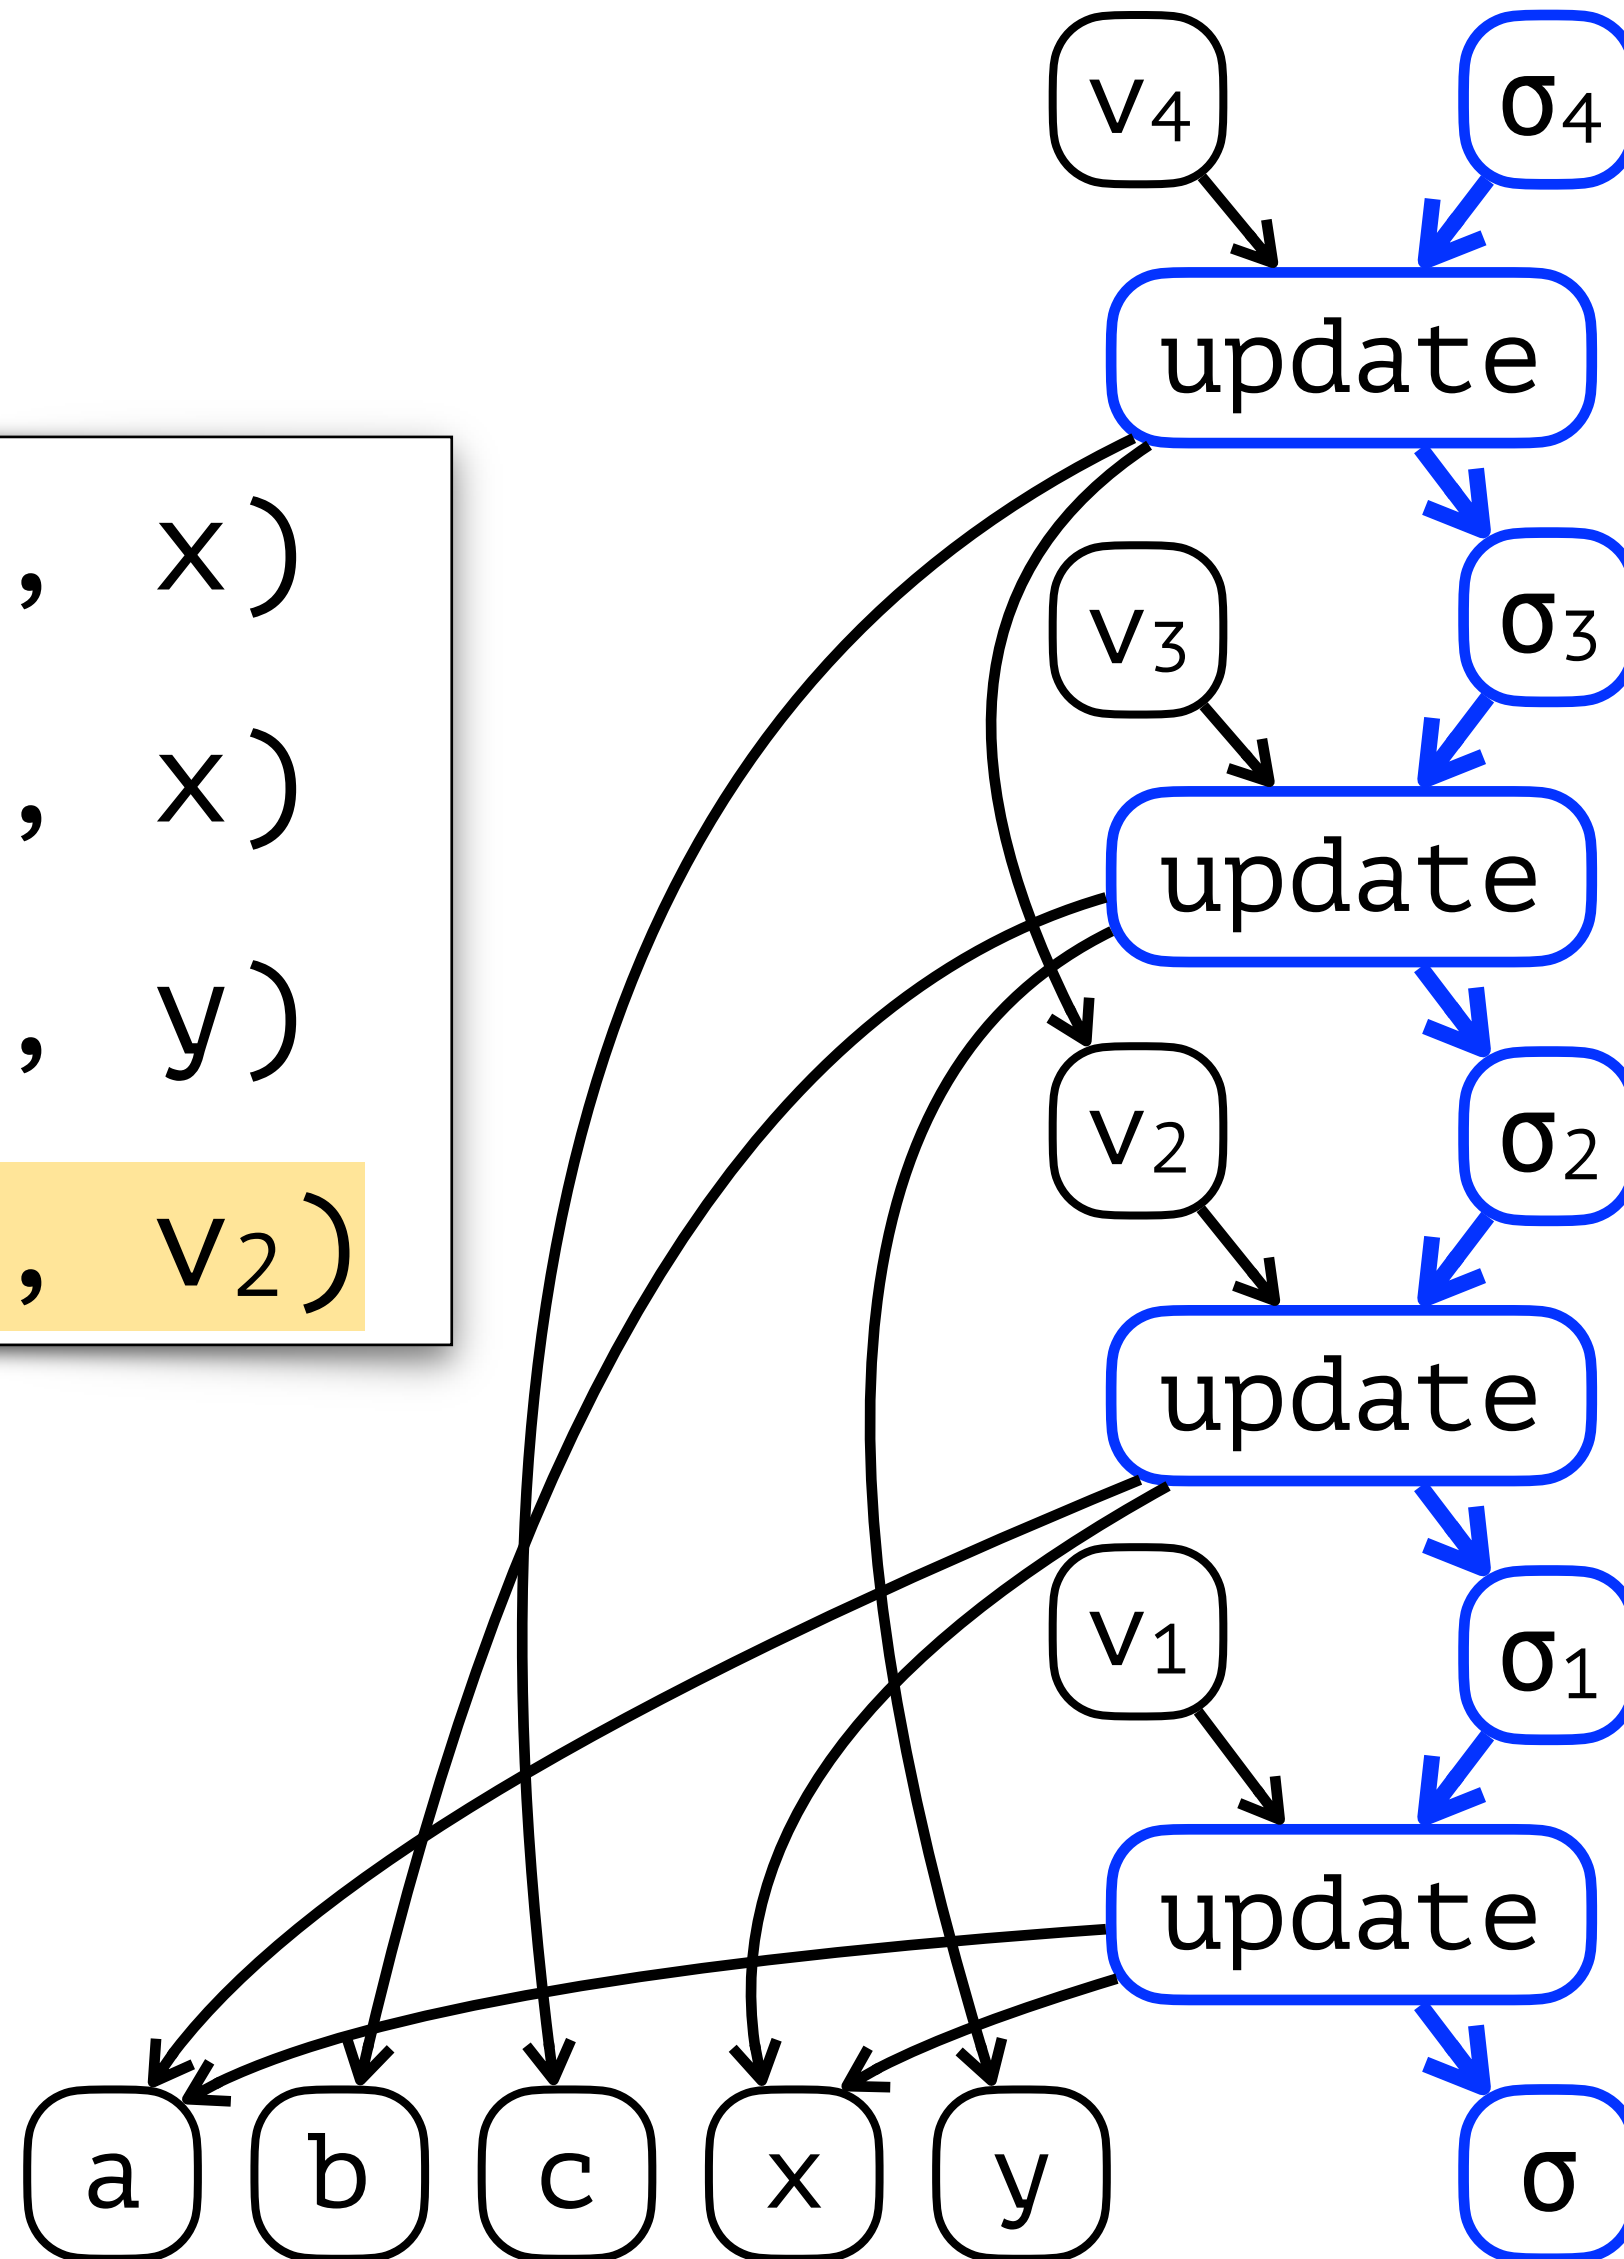 v4 σ4
update
, x)
v3 σ3
, x)
update
, y)
v2 σ2
, v2)
update
v1 σ1
update
a b c x y σ